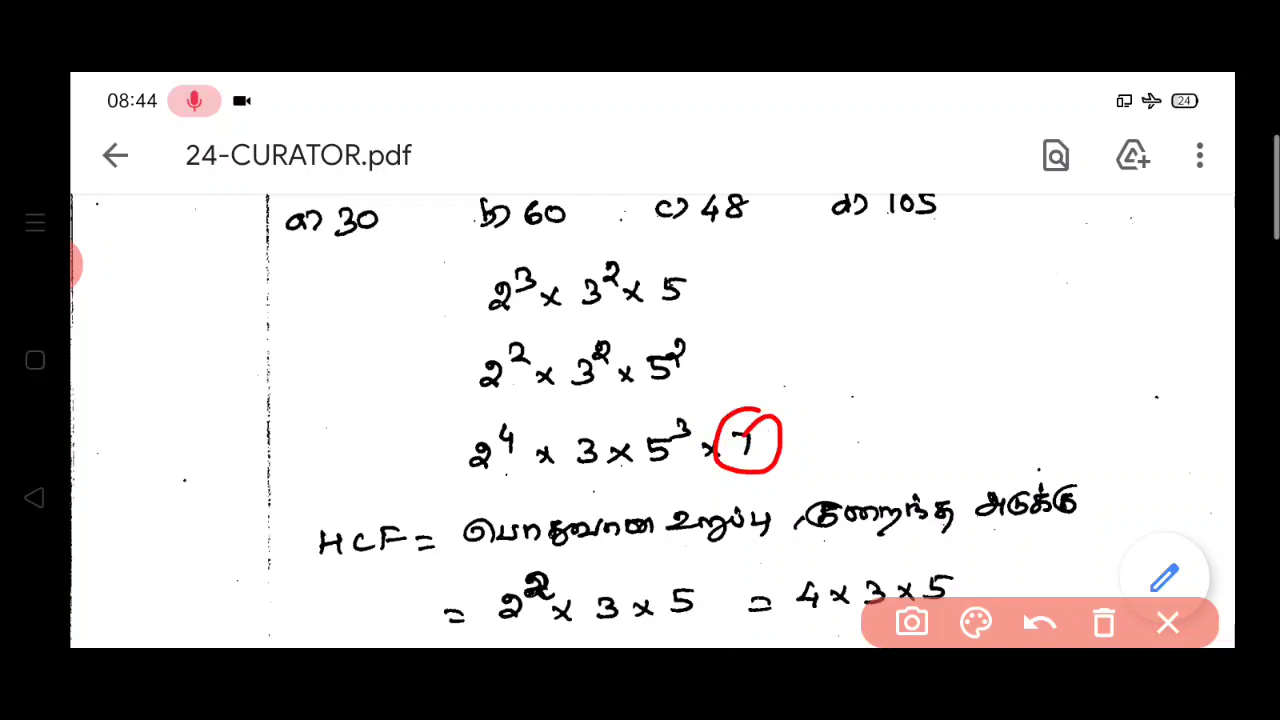 08:44 24
24-CURATOR.pdf
a) 30 b) 60 c) 48 d) 105
2³ × 3² × 5
2² × 3² × 5²
2⁴ × 3 × 5³ × 7
HCF = பொதுவான உறுப்பு, குறைந்த அடுக்கு
= 2² × 3 × 5 = 4 × 3 × 5